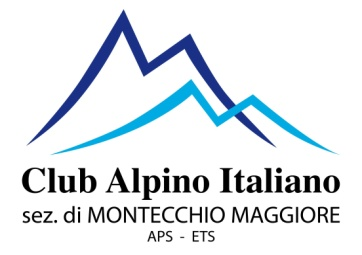 Club Alpino Italiano
sez. di MONTECCHIO MAGGIORE
APS - ETS